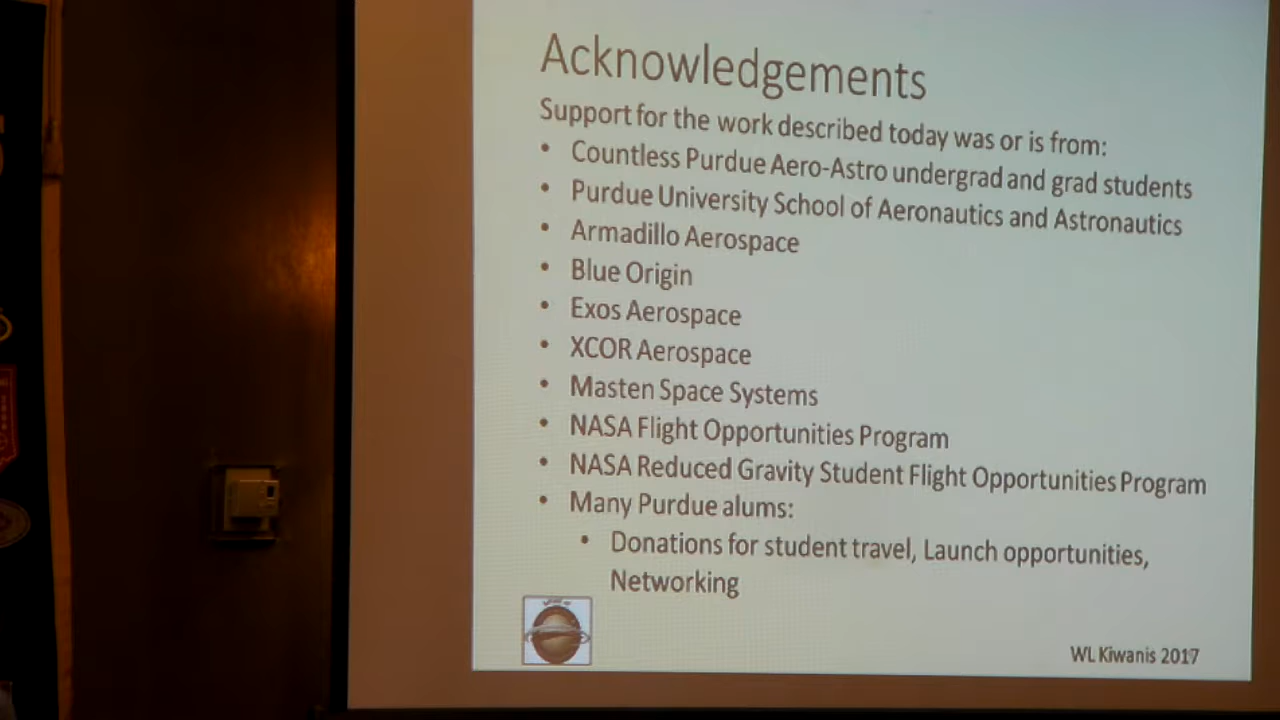 Acknowledgements
Support for the work described today was or is from:
• Countless Purdue Aero-Astro undergrad and grad students
• Purdue University School of Aeronautics and Astronautics
• Armadillo Aerospace
• Blue Origin
• Exos Aerospace
• XCOR Aerospace
• Masten Space Systems
• NASA Flight Opportunities Program
• NASA Reduced Gravity Student Flight Opportunities Program
• Many Purdue alums:
• Donations for student travel, Launch opportunities,
Networking
WL Kiwanis 2017